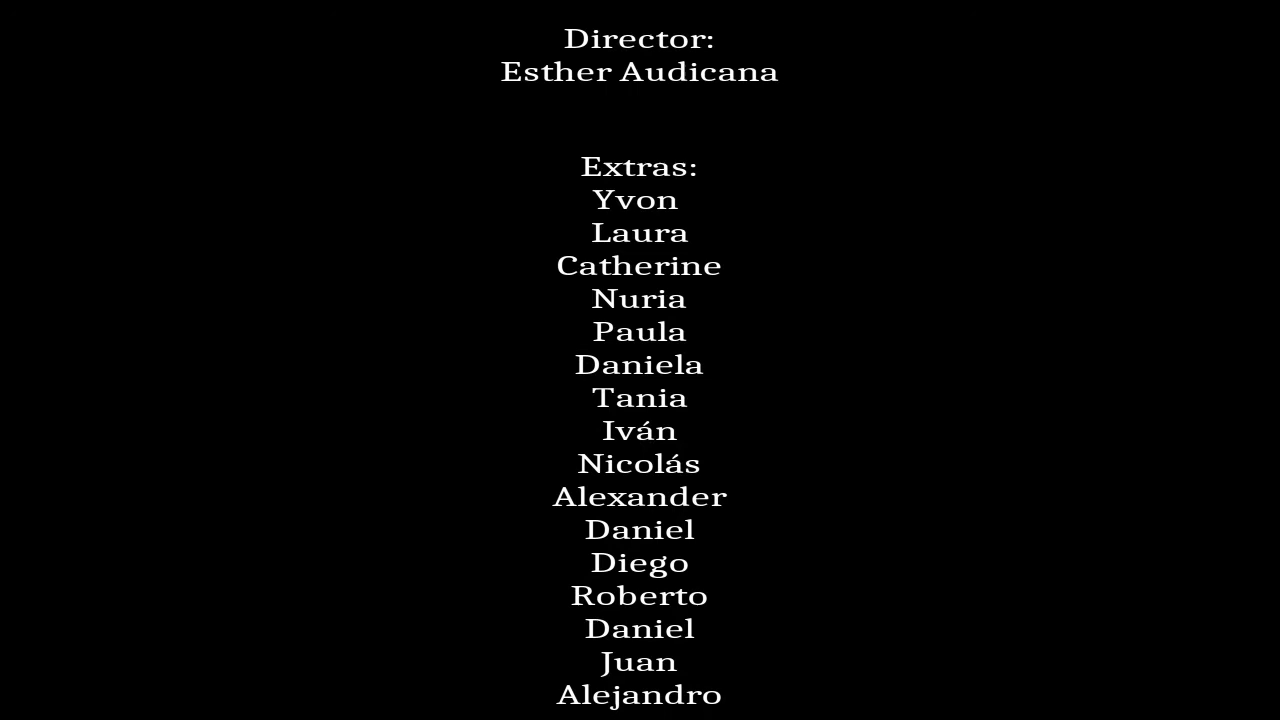 Director:
Esther Audicana
Extras:
Yvon
Laura
Catherine
Nuria
Paula
Daniela
Tania
Iván
Nicolás
Alexander
Daniel
Diego
Roberto
Daniel
Juan
Alejandro